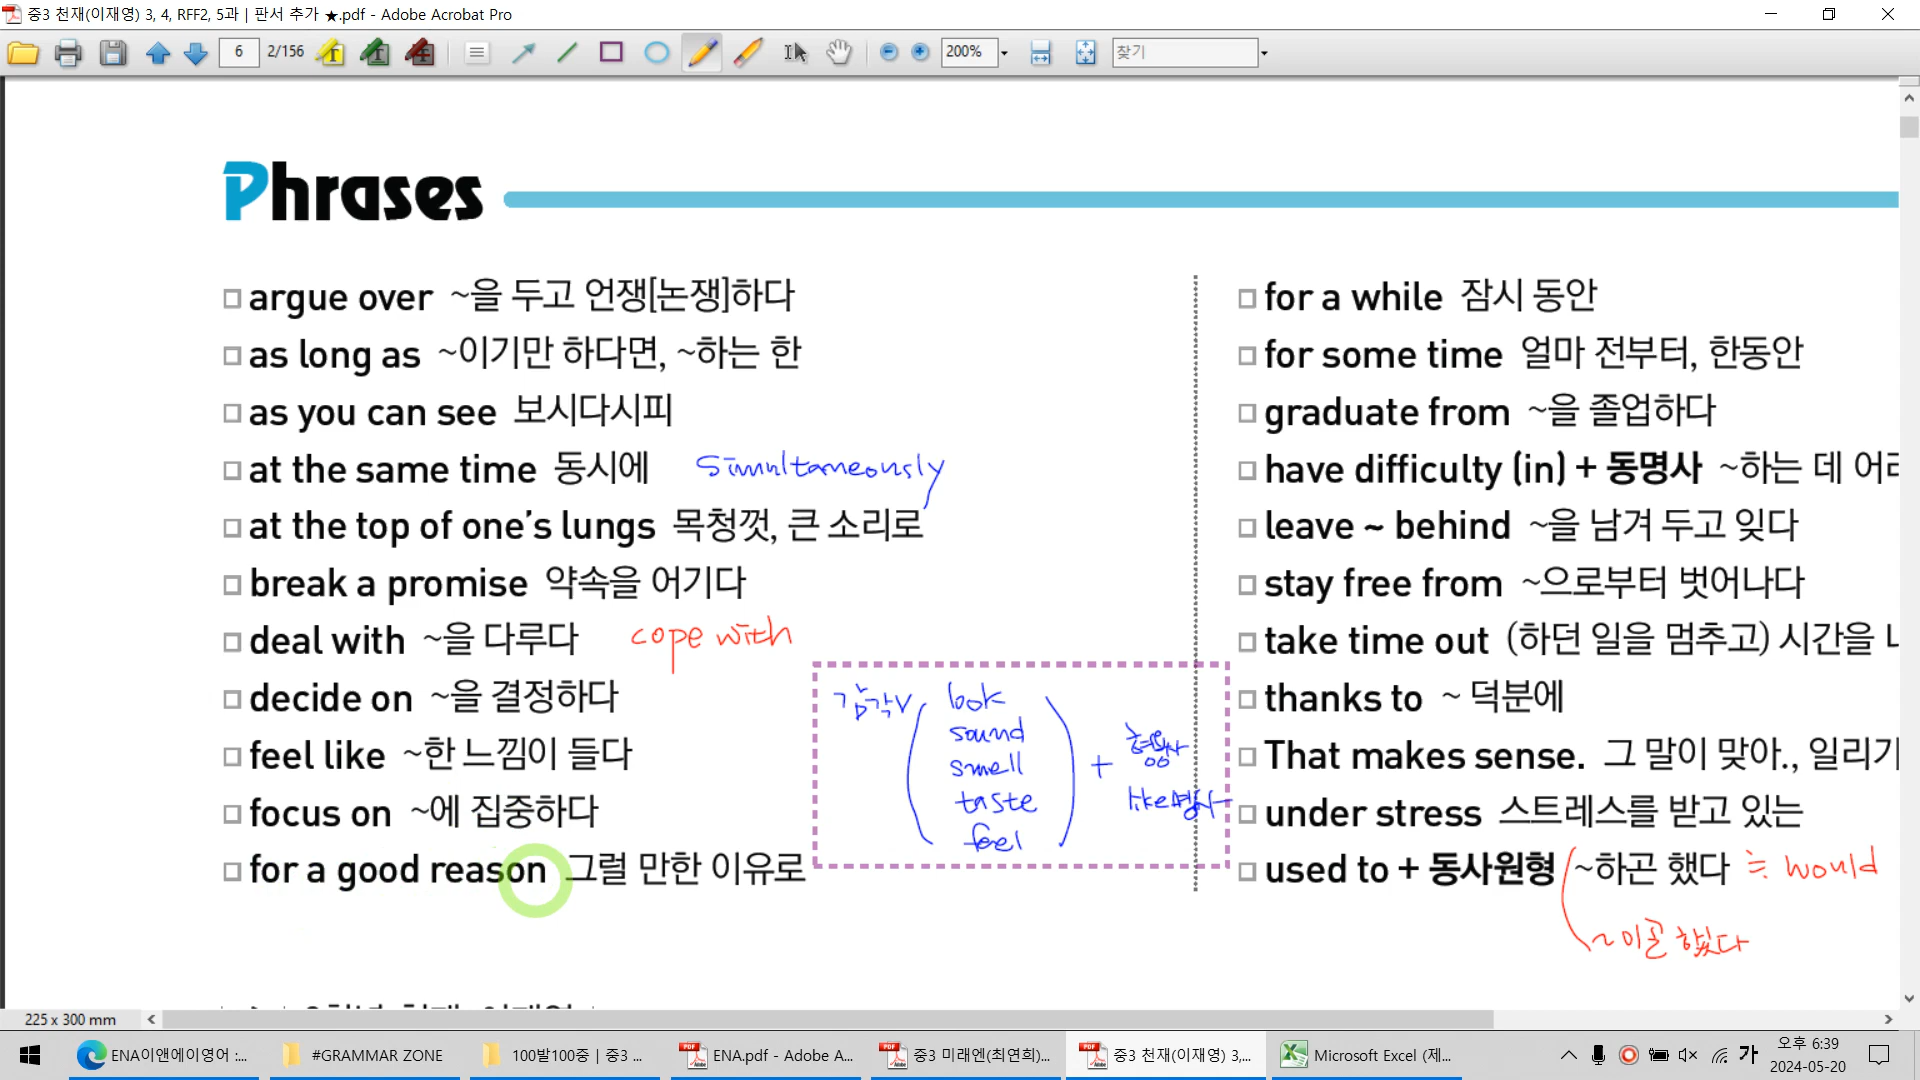 중3 천재(이재영) 3, 4, RFF2, 5과 | 판서 추가 ★.pdf - Adobe Acrobat Pro
6 2/156 200% 찾기
Phrases
argue over ~을 두고 언쟁[논쟁]하다
as long as ~이기만 하다면, ~하는 한
as you can see 보시다시피
at the same time 동시에 simultaneously
at the top of one's lungs 목청껏, 큰 소리로
break a promise 약속을 어기다
deal with ~을 다루다 cope with
decide on ~을 결정하다
feel like ~한 느낌이 들다
focus on ~에 집중하다
for a good reason 그럴 만한 이유로
감각V
look
sound
smell
taste
feel
+ 형용사
like명사
for a while 잠시 동안
for some time 얼마 전부터, 한동안
graduate from ~을 졸업하다
have difficulty (in) + 동명사 ~하는 데 어려
leave ~ behind ~을 남겨 두고 잊다
stay free from ~으로부터 벗어나다
take time out (하던 일을 멈추고) 시간을 나
thanks to ~ 덕분에
That makes sense. 그 말이 맞아., 일리가
under stress 스트레스를 받고 있는
used to + 동사원형 ~하곤 했다 ≒ would
~이곤 했다
225 x 300 mm
ENA이앤에이영어 :...
#GRAMMAR ZONE
100발100중 | 중3 ...
ENA.pdf - Adobe A...
중3 미래엔(최연희)...
중3 천재(이재영) 3,...
Microsoft Excel (제...
가
오후 6:39
2024-05-20